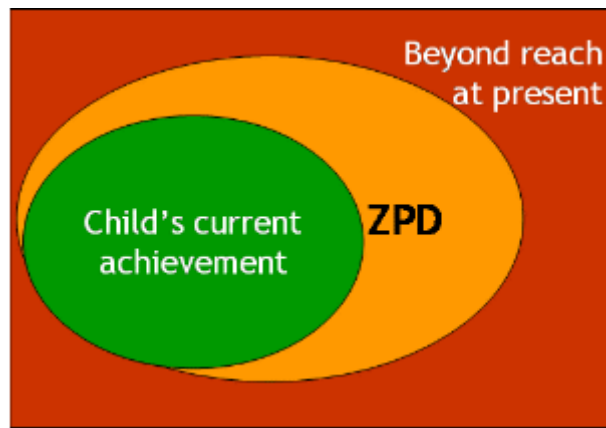 Beyond reach
at present
Child's current
achievement
ZPD